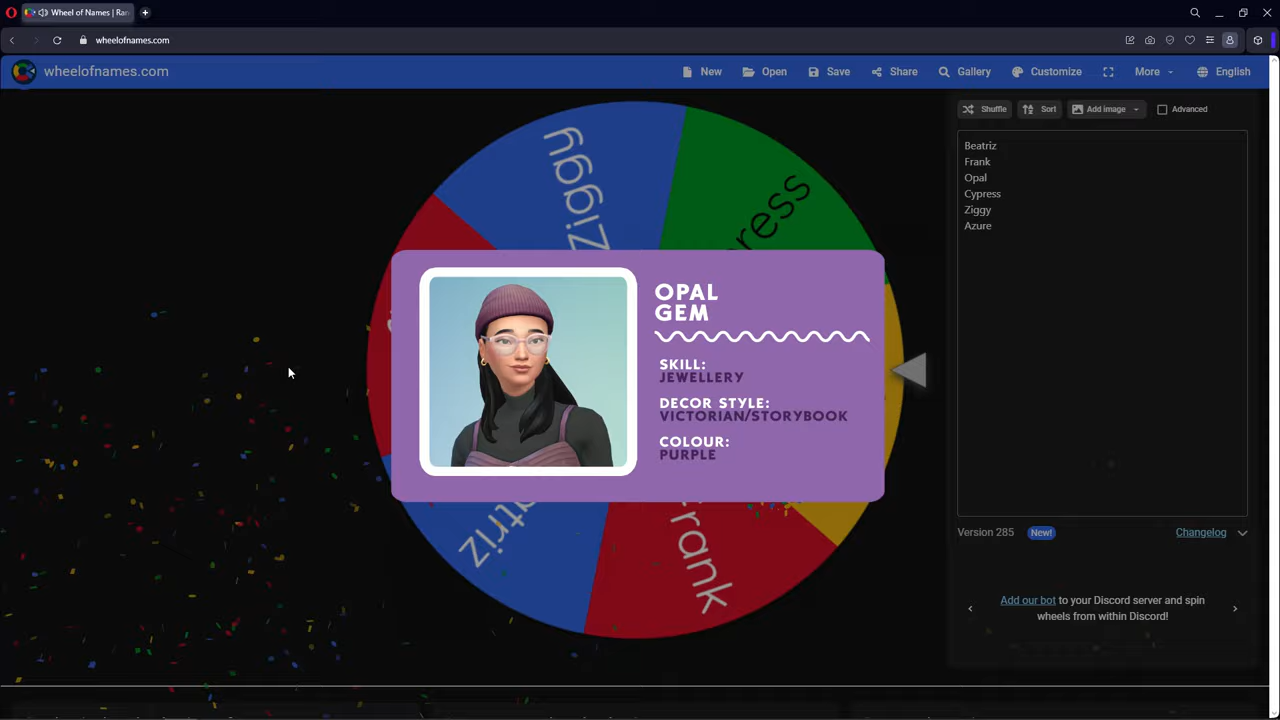 Wheel of Names | Ran
wheelofnames.com
wheelofnames.com
New
Open
Save
Share
Gallery
Customize
More
English
Shuffle
Sort
Add image
Advanced
Beatriz
Frank
Opal
Cypress
Ziggy
Azure
Ziggy
ress
OPAL
GEM
SKILL:
JEWELLERY
DECOR STYLE:
VICTORIAN/STORYBOOK
COLOUR:
PURPLE
atriz
rank
Version 285
New!
Changelog
Add our bot to your Discord server and spin
wheels from within Discord!